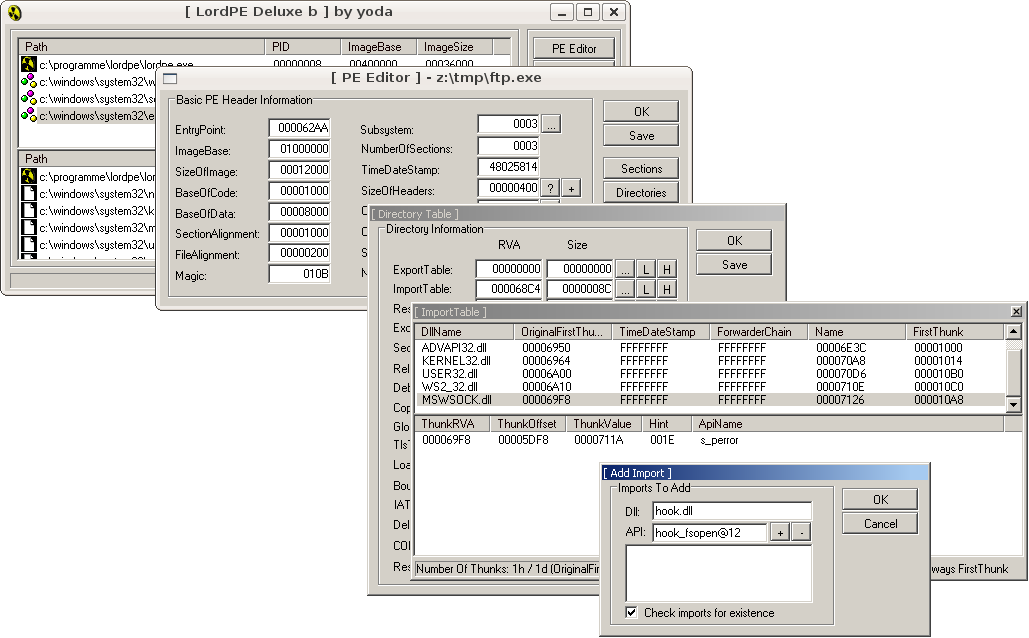 [ LordPE Deluxe b ] by yoda
Path PID ImageBase ImageSize
c:\programme\lordpe\lordpe.exe 00000008 00400000 00036000
c:\windows\system32\w
c:\windows\system32\se
c:\windows\system32\e
PE Editor
Path
c:\programme\lordpe\lo
c:\windows\system32\n
c:\windows\system32\k
c:\windows\system32\m
c:\windows\system32\u
[ PE Editor ] - z:\tmp\ftp.exe
Basic PE Header Information
EntryPoint: 000062AA
ImageBase: 01000000
SizeOfImage: 00012000
BaseOfCode: 00001000
BaseOfData: 00008000
SectionAlignment: 00001000
FileAlignment: 00000200
Magic: 010B
Subsystem: 0003 ...
NumberOfSections: 0003
TimeDateStamp: 48025814
SizeOfHeaders: 00000400 ? +
OK
Save
Sections
Directories
[ Directory Table ]
Directory Information
RVA Size
ExportTable: 00000000 00000000 ... L H
ImportTable: 000068C4 0000008C ... L H
OK
Save
Res
Exc
Sec
Rel
Deb
Cop
Glo
TlsT
Loa
Bou
IAT
Del
CO
Res
[ ImportTable ]
DllName OriginalFirstThu... TimeDateStamp ForwarderChain Name FirstThunk
ADVAPI32.dll 00006950 FFFFFFFF FFFFFFFF 00006E3C 00001000
KERNEL32.dll 00006964 FFFFFFFF FFFFFFFF 000070A8 00001014
USER32.dll 00006A00 FFFFFFFF FFFFFFFF 000070D6 000010B0
WS2_32.dll 00006A10 FFFFFFFF FFFFFFFF 0000710E 000010C0
MSWSOCK.dll 000069F8 FFFFFFFF FFFFFFFF 00007126 000010A8
ThunkRVA ThunkOffset ThunkValue Hint ApiName
000069F8 00005DF8 0000711A 001E s_perror
Number Of Thunks: 1h / 1d (OriginalFir
ways FirstThunk
[ Add Import ]
Imports To Add
Dll: hook.dll
API: hook_fsopen@12 + -
Check imports for existence
OK
Cancel